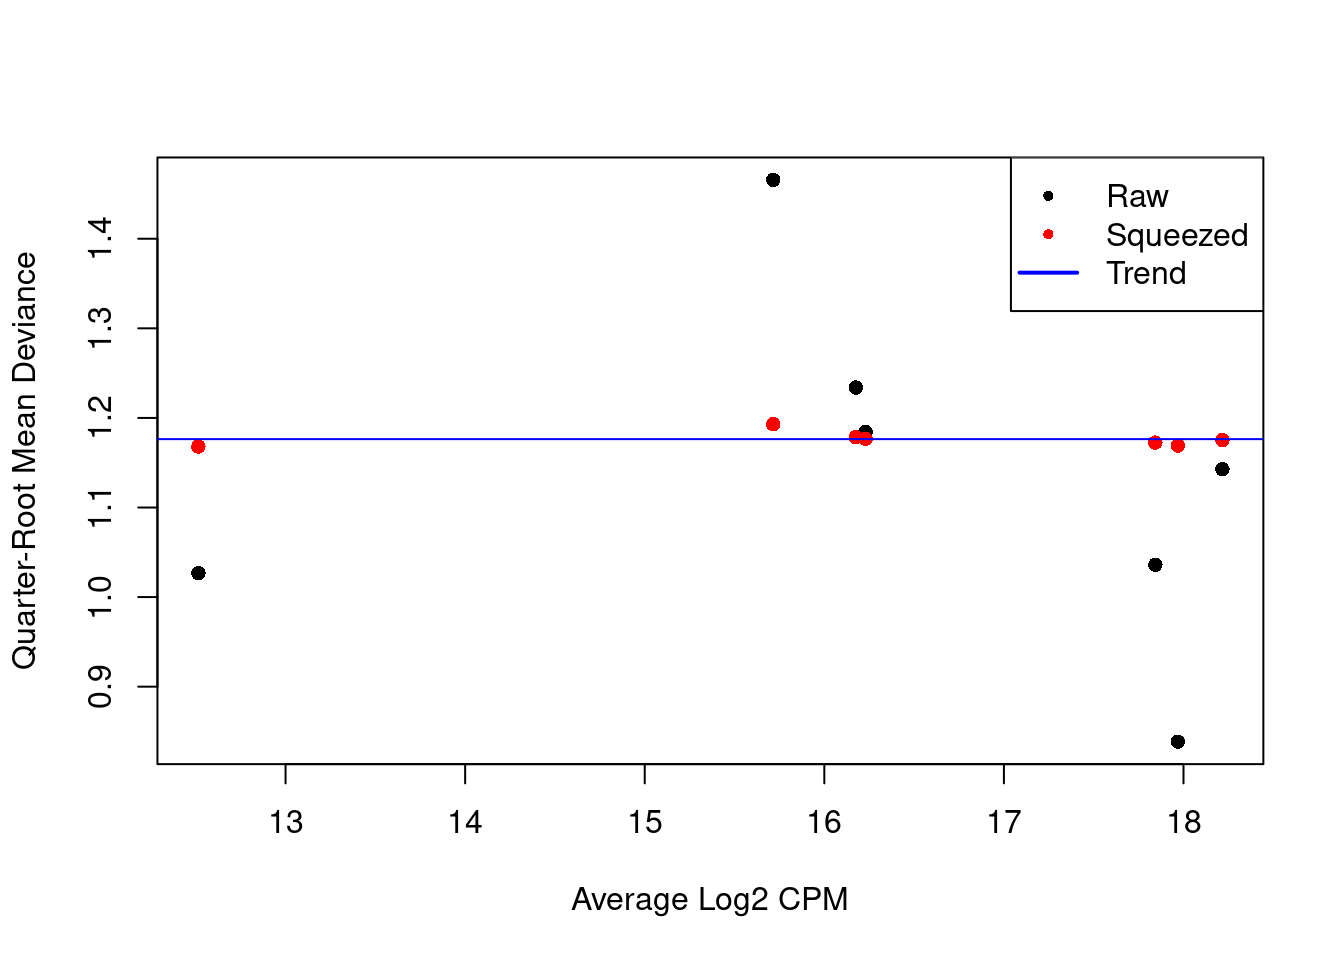 Raw
Squeezed
Trend
Quarter-Root Mean Deviance
1.4
1.3
1.2
1.1
1.0
0.9
13 14 15 16 17 18
Average Log2 CPM